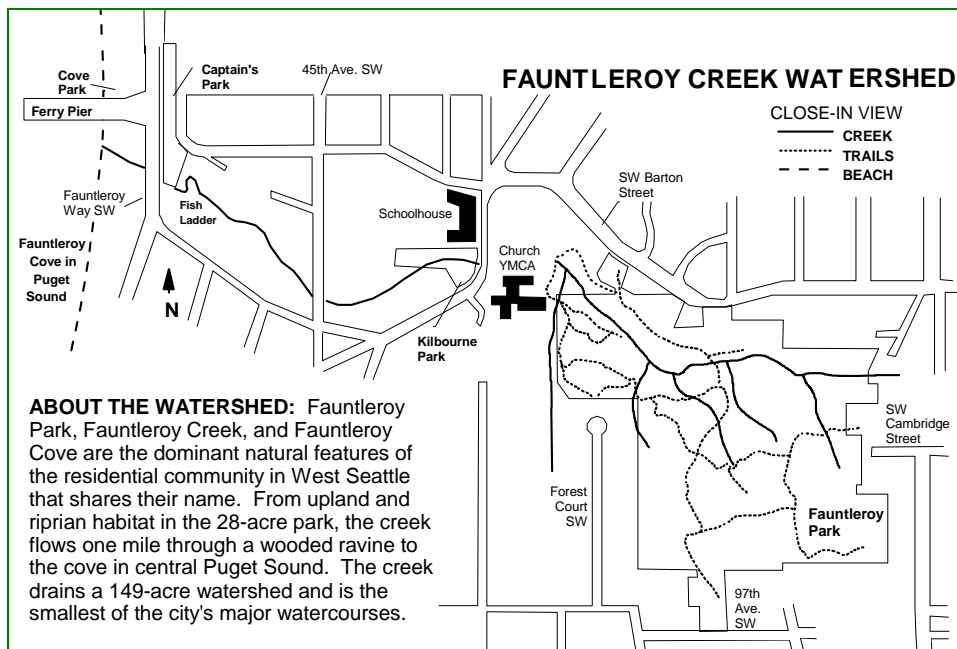 Cove
Park
Ferry Pier
Captain's
Park
45th Ave. SW
FAUNTLEROY CREEK WATERSHED
CLOSE-IN VIEW
CREEK
TRAILS
BEACH
Fauntleroy
Way SW
Fish
Ladder
Schoolhouse
SW Barton
Street
Church
YMCA
Fauntleroy
Cove in
Puget
Sound
N
Kilbourne
Park
ABOUT THE WATERSHED: Fauntleroy
Park, Fauntleroy Creek, and Fauntleroy
Cove are the dominant natural features of
the residential community in West Seattle
that shares their name. From upland and
riprian habitat in the 28-acre park, the creek
flows one mile through a wooded ravine to
the cove in central Puget Sound. The creek
drains a 149-acre watershed and is the
smallest of the city's major watercourses.
SW
Cambridge
Street
Forest
Court
SW
Fauntleroy
Park
97th
Ave.
SW